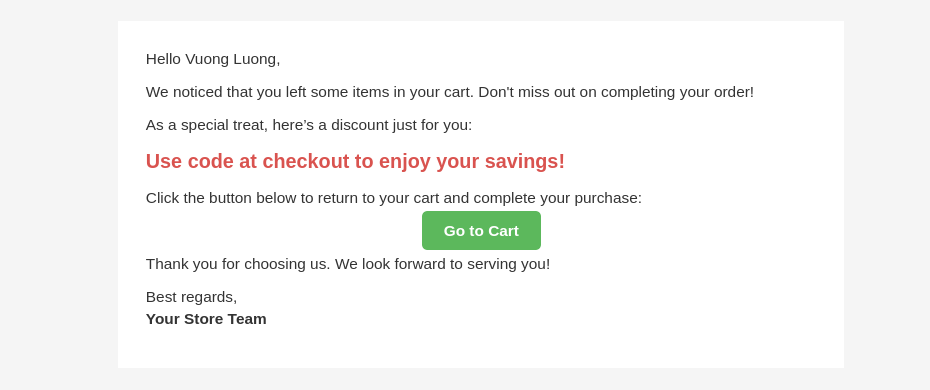 Hello Vuong Luong,
We noticed that you left some items in your cart. Don't miss out on completing your order!
As a special treat, here’s a discount just for you:
Use code at checkout to enjoy your savings!
Click the button below to return to your cart and complete your purchase:
Go to Cart
Thank you for choosing us. We look forward to serving you!
Best regards,
Your Store Team